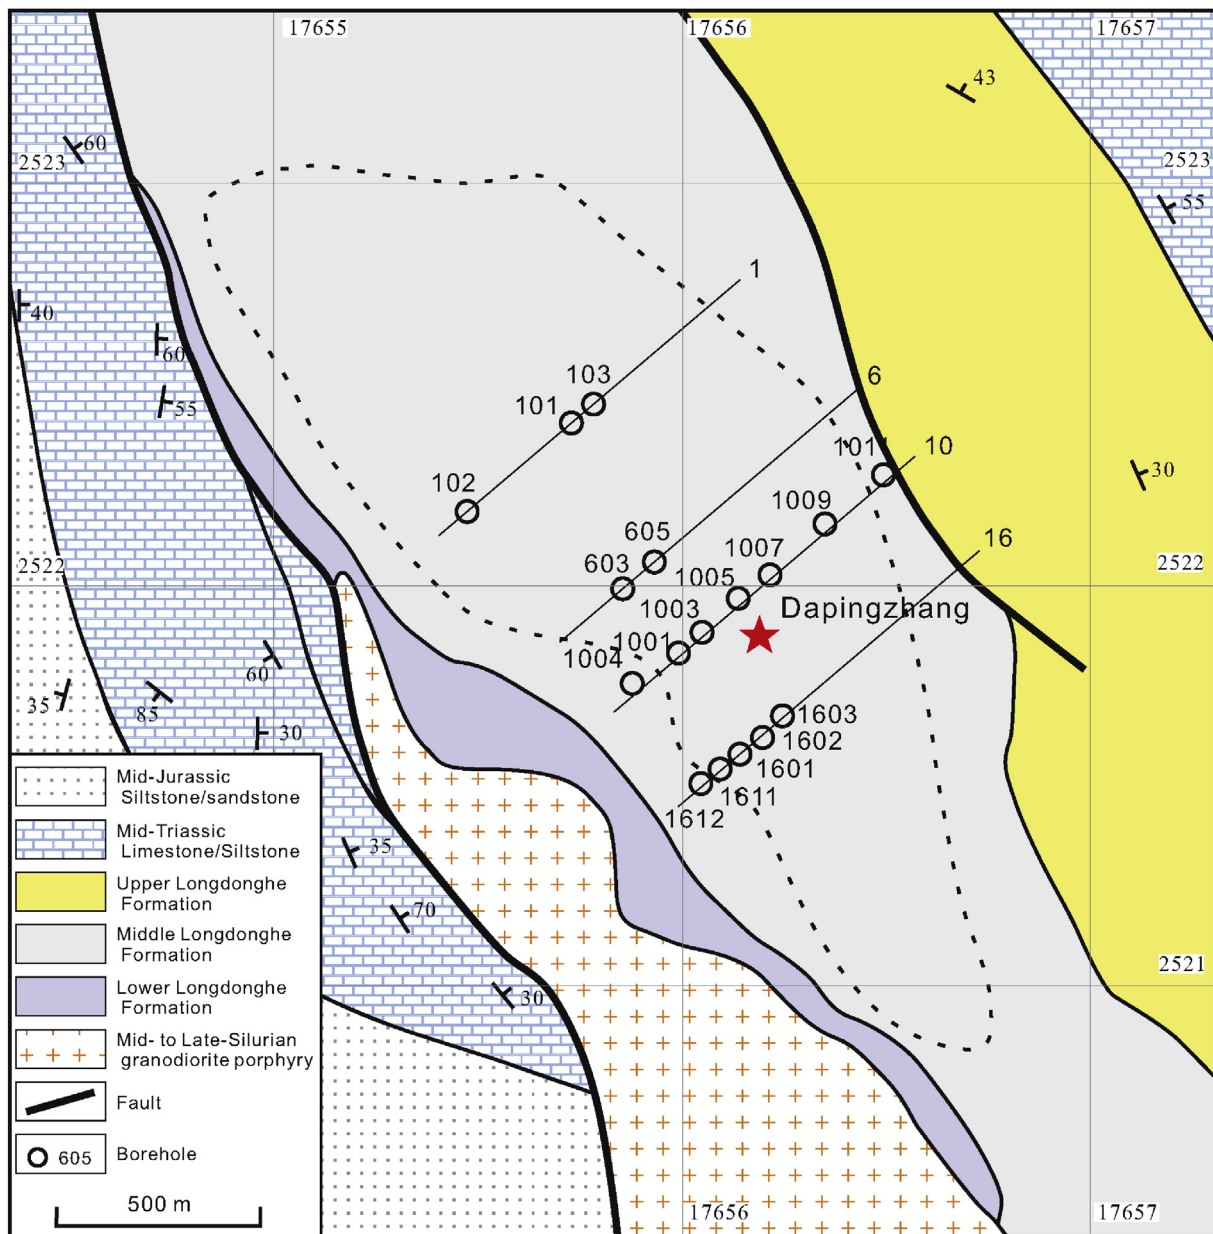 17655
17656
17657
43
60
2523
2523
55
1
40
60
103
6
55
101
10
1011
30
102
1009
16
605
1007
603
1005
2522
2522
1003
Dapingzhang
1001
1004
60
35
85
30
1603
1602
1601
1611
1612
Mid-Jurassic
Siltstone/sandstone
Mid-Triassic
Limestone/Siltstone
35
Upper Longdonghe
Formation
70
Middle Longdonghe
Formation
2521
Lower Longdonghe
Formation
30
Mid- to Late-Silurian
granodiorite porphyry
Fault
605
Borehole
500 m
17656
17657